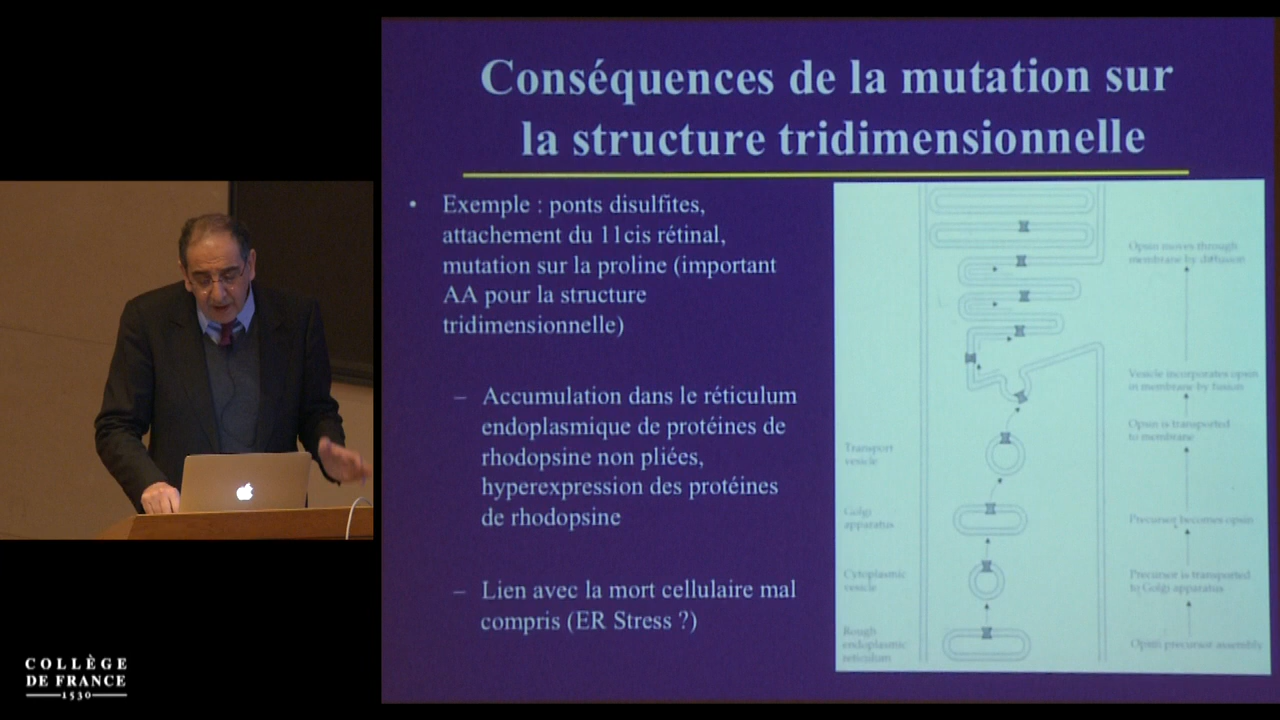 Conséquences de la mutation sur
la structure tridimensionnelle
• Exemple : ponts disulfites,
attachement du 11cis rétinal,
mutation sur la proline (important
AA pour la structure
tridimensionnelle)
– Accumulation dans le réticulum
endoplasmique de protéines de
rhodopsine non pliées,
hyperexpression des protéines
de rhodopsine
– Lien avec la mort cellulaire mal
compris (ER Stress ?)
Opsin moves through
membrane by diffusion
Vesicle incorporates opsin
in membrane by fusion
Opsin is transported
to membrane
Transport
vesicle
Golgi
apparatus
Precursor becomes opsin
Cytoplasmic
vesicle
Precursor is transported
to Golgi apparatus
Rough
endoplasmic
reticulum
Opsin precursor assembly
COLLÈGE
DE FRANCE
1530